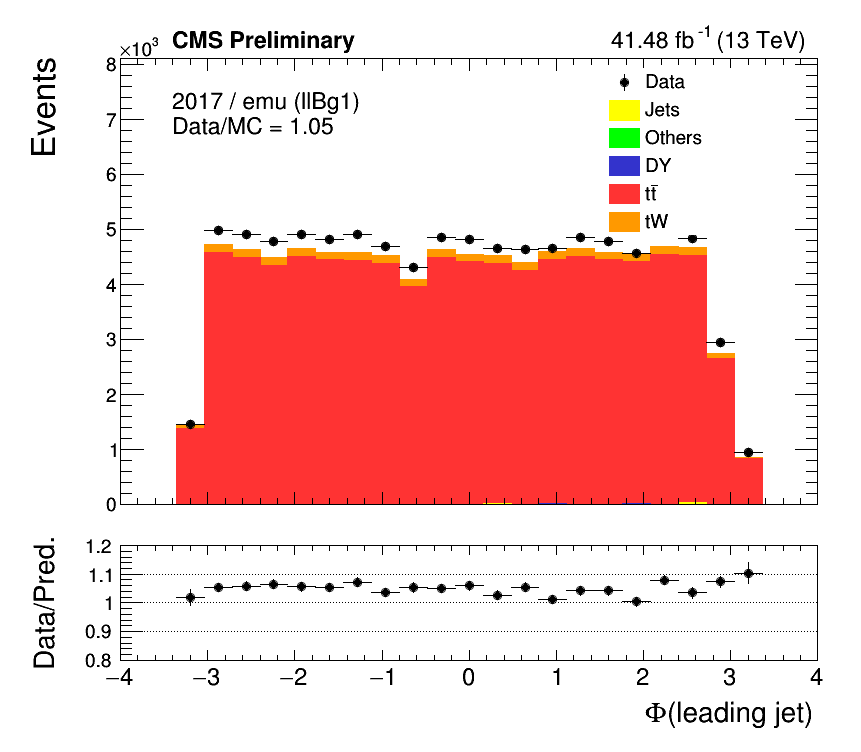 ×10³ CMS Preliminary 41.48 fb⁻¹ (13 TeV)
Events
2017 / emu (llBg1)
Data/MC = 1.05
Data
Jets
Others
DY
tt̄
tW
8
7
6
5
4
3
2
1
0
Data/Pred.
1.2
1.1
1
0.9
0.8
−4 −3 −2 −1 0 1 2 3 4
Φ(leading jet)